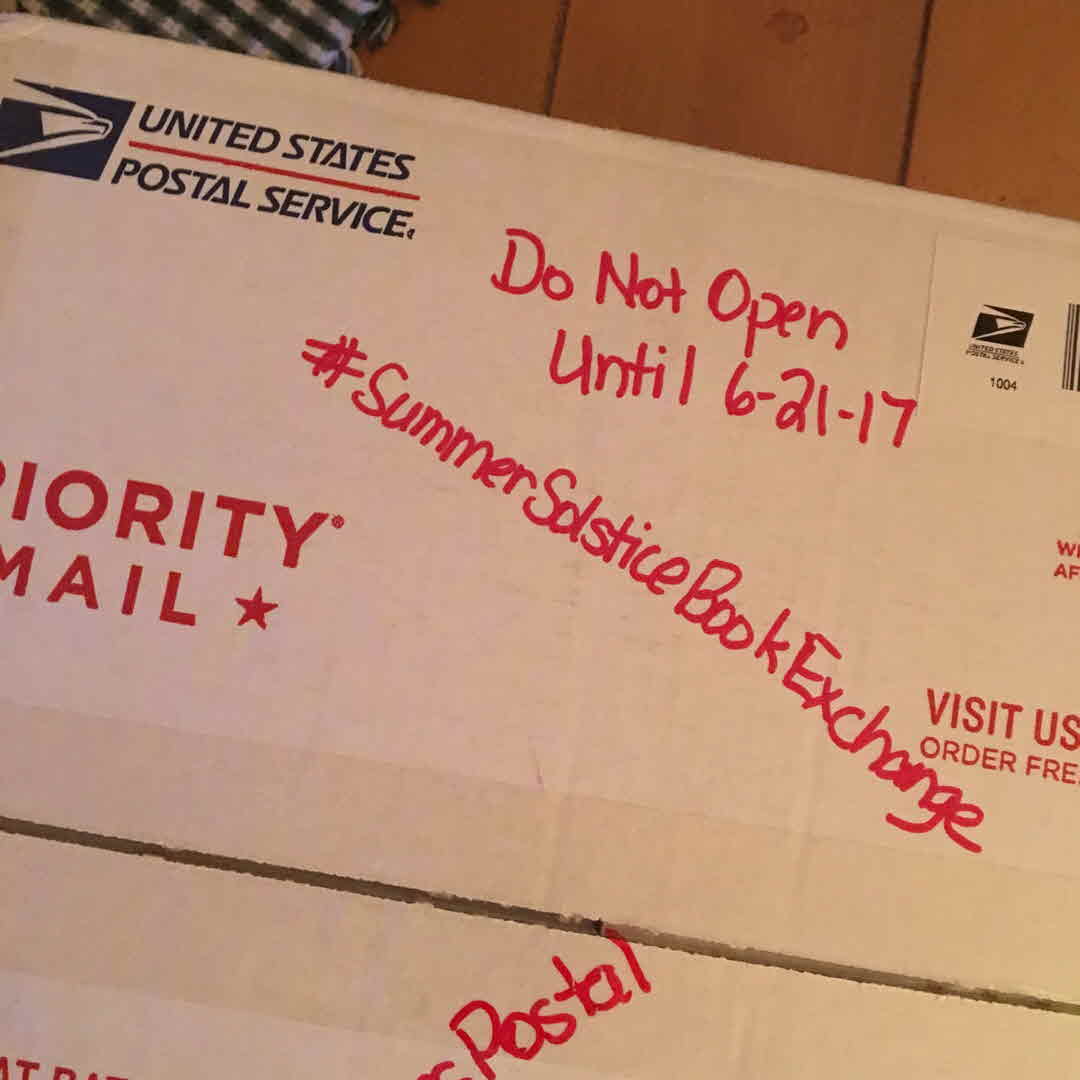 UNITED STATES
POSTAL SERVICE.
Do Not Open
Until 6-21-17
#SummerSolsticeBookExchange
UNITED STATES
POSTAL SERVICE
1004
PRIORITY®
MAIL ★
VISIT US
ORDER FREE
Postal